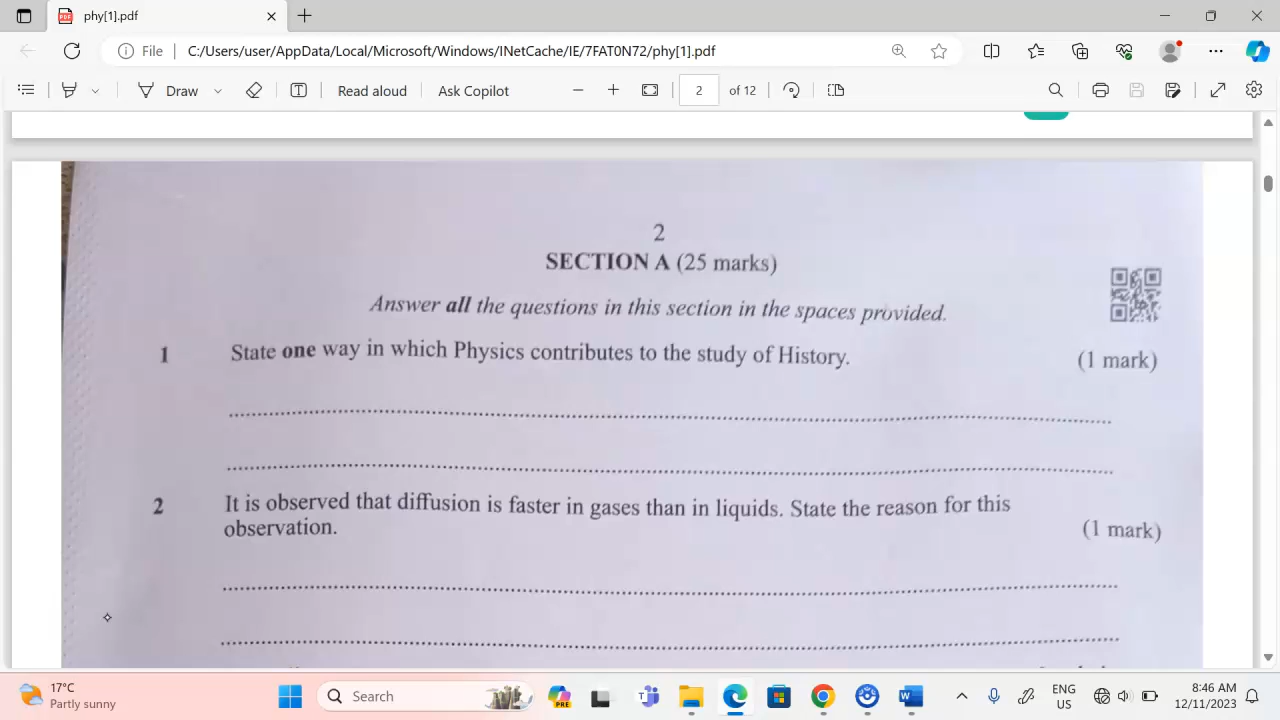 phy[1].pdf
File C:/Users/user/AppData/Local/Microsoft/Windows/INetCache/IE/7FAT0N72/phy[1].pdf
Draw Read aloud Ask Copilot 2 of 12
2
SECTION A (25 marks)
Answer all the questions in this section in the spaces provided.
1 State one way in which Physics contributes to the study of History. (1 mark)
2 It is observed that diffusion is faster in gases than in liquids. State the reason for this
observation. (1 mark)
17°C
Partly sunny
Search
PRE
ENG
US
8:46 AM
12/11/2023